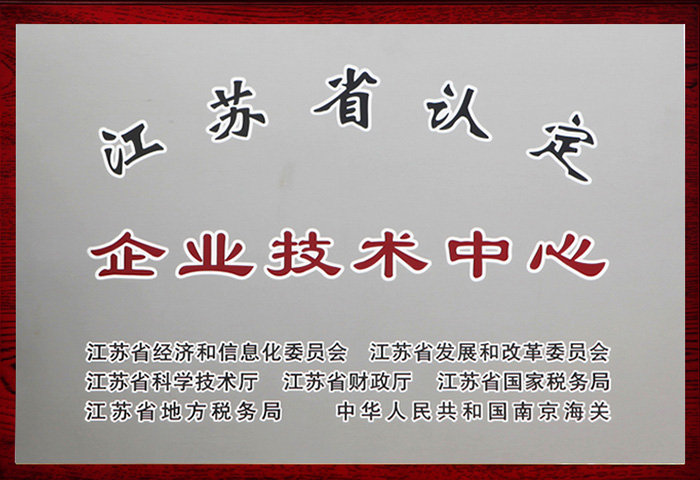 江苏省认定
企业技术中心
江苏省经济和信息化委员会 江苏省发展和改革委员会
江苏省科学技术厅 江苏省财政厅 江苏省国家税务局
江苏省地方税务局 中华人民共和国南京海关